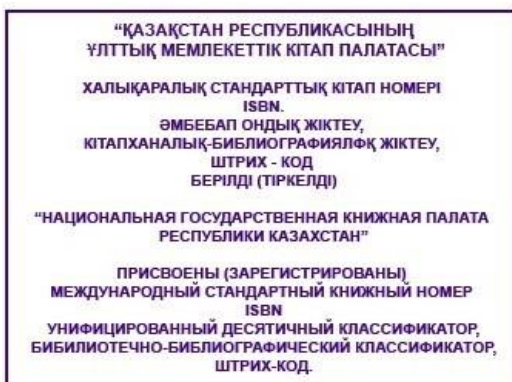 “ҚАЗАҚСТАН РЕСПУБЛИКАСЫНЫҢ
ҰЛТТЫҚ МЕМЛЕКЕТТІК КІТАП ПАЛАТАСЫ”
ХАЛЫҚАРАЛЫҚ СТАНДАРТТЫҚ КІТАП НОМЕРІ
ISBN.
ӘМБЕБАП ОНДЫҚ ЖІКТЕУ,
КІТАПХАНАЛЫҚ-БИБЛИОГРАФИЯЛФҚ ЖІКТЕУ,
ШТРИХ - КОД
БЕРІЛДІ (ТІРКЕЛДІ)
“НАЦИОНАЛЬНАЯ ГОСУДАРСТВЕННАЯ КНИЖНАЯ ПАЛАТА
РЕСПУБЛИКИ КАЗАХСТАН”
ПРИСВОЕНЫ (ЗАРЕГИСТРИРОВАНЫ)
МЕЖДУНАРОДНЫЙ СТАНДАРТНЫЙ КНИЖНЫЙ НОМЕР
ISBN
УНИФИЦИРОВАННЫЙ ДЕСЯТИЧНЫЙ КЛАССИФИКАТОР,
БИБИЛИОТЕЧНО-БИБЛИОГРАФИЧЕСКИЙ КЛАССИФИКАТОР,
ШТРИХ-КОД.